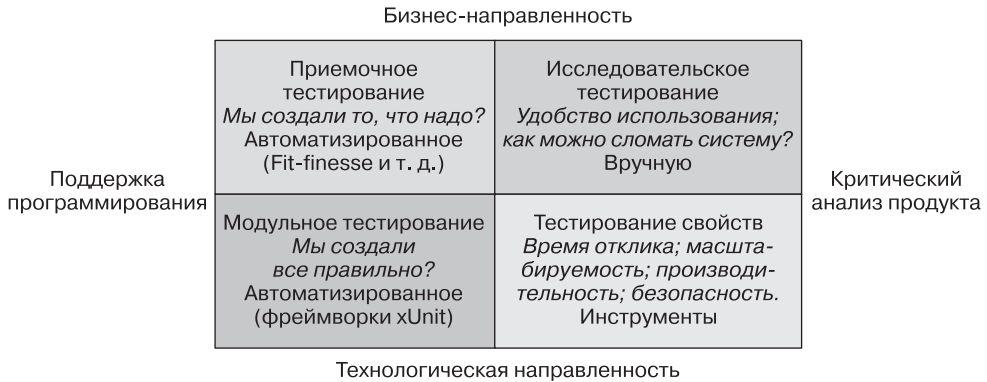 Бизнес-направленность
Приемочное
тестирование
Мы создали то, что надо?
Автоматизированное
(Fit-finesse и т. д.)
Исследовательское
тестирование
Удобство использования;
как можно сломать систему?
Вручную
Поддержка
программирования
Критический
анализ продукта
Модульное тестирование
Мы создали
все правильно?
Автоматизированное
(фреймворки xUnit)
Тестирование свойств
Время отклика; масшта-
бируемость; производи-
тельность; безопасность.
Инструменты
Технологическая направленность